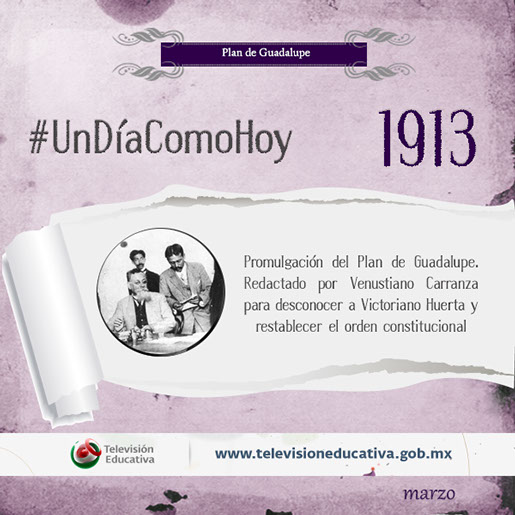 Plan de Guadalupe
#UnDíaComoHoy
1913
Promulgación del Plan de Guadalupe.
Redactado por Venustiano Carranza
para desconocer a Victoriano Huerta y
restablecer el orden constitucional
Televisión
Educativa
www.televisioneducativa.gob.mx
marzo